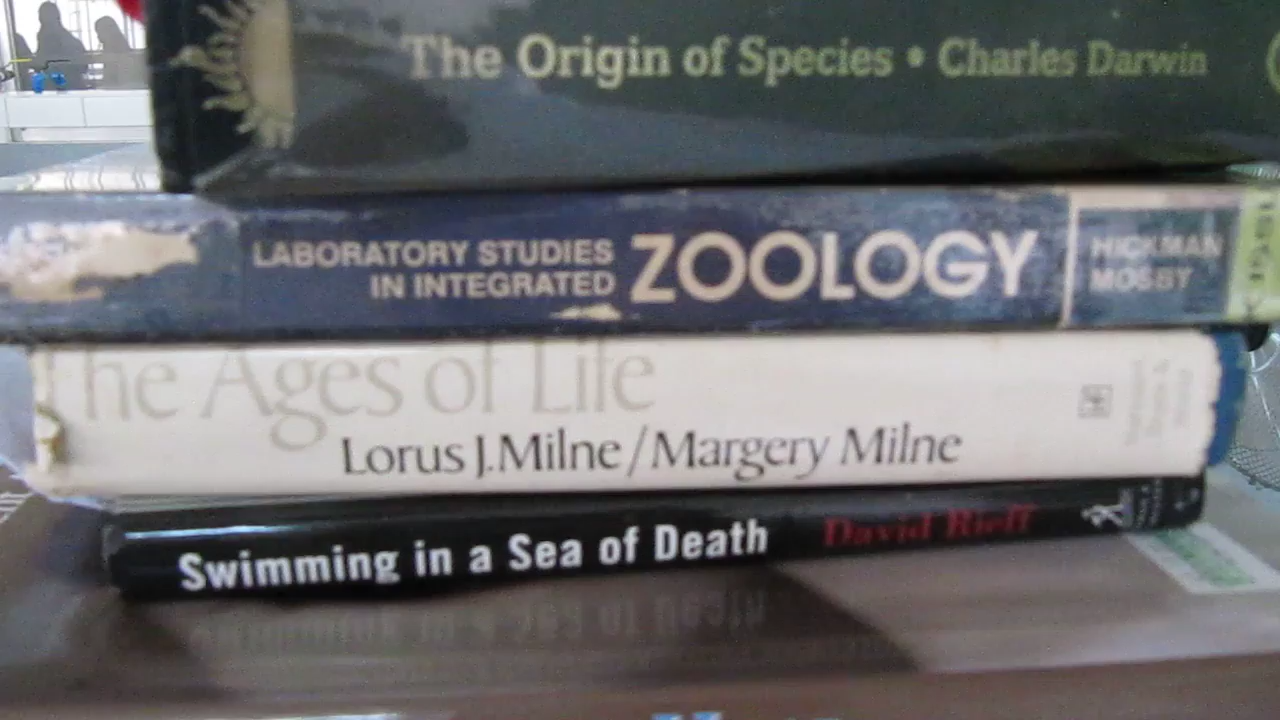 The Origin of Species • Charles Darwin
LABORATORY STUDIES
IN INTEGRATED
ZOOLOGY
HICKMAN
MOSBY
The Ages of Life
Lorus J. Milne/Margery Milne
Swimming in a Sea of Death David Rieff